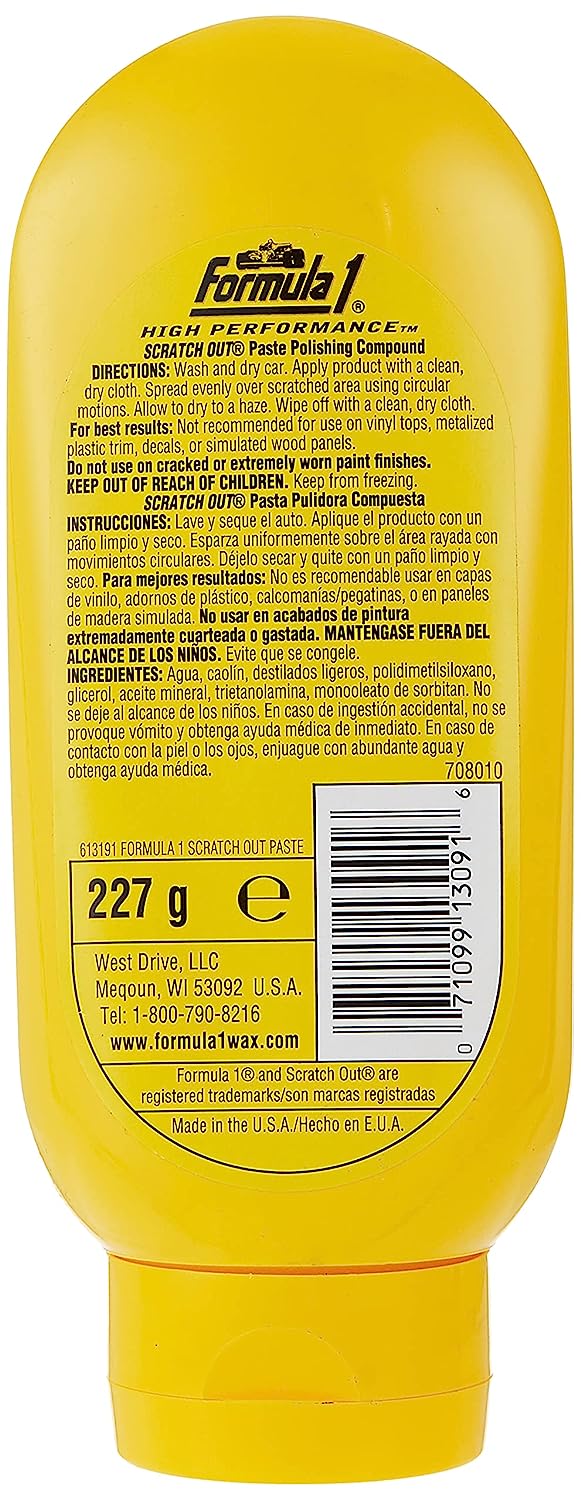 Formula 1®
HIGH PERFORMANCE™
SCRATCH OUT® Paste Polishing Compound
DIRECTIONS: Wash and dry car. Apply product with a clean,
dry cloth. Spread evenly over scratched area using circular
motions. Allow to dry to a haze. Wipe off with a clean, dry cloth.
For best results: Not recommended for use on vinyl tops, metalized
plastic trim, decals, or simulated wood panels.
Do not use on cracked or extremely worn paint finishes.
KEEP OUT OF REACH OF CHILDREN. Keep from freezing.
SCRATCH OUT® Pasta Pulidora Compuesta
INSTRUCCIONES: Lave y seque el auto. Aplique el producto con un
paño limpio y seco. Esparza uniformemente sobre el área rayada con
movimientos circulares. Déjelo secar y quite con un paño limpio y
seco. Para mejores resultados: No es recomendable usar en capas
de vinilo, adornos de plástico, calcomanías/pegatinas, o en paneles
de madera simulada. No usar en acabados de pintura
extremadamente cuarteada o gastada. MANTENGASE FUERA DEL
ALCANCE DE LOS NIÑOS. Evite que se congele.
INGREDIENTES: Agua, caolín, destilados ligeros, polidimetilsiloxano,
glicerol, aceite mineral, trietanolamina, monooleato de sorbitan. No
se deje al alcance de los niños. En caso de ingestión accidental, no se
provoque vómito y obtenga ayuda médica de inmediato. En caso de
contacto con la piel o los ojos, enjuague con abundante agua y
obtenga ayuda médica.
708010
613191 FORMULA 1 SCRATCH OUT PASTE
227 g ℮
West Drive, LLC
Meqoun, WI 53092 U.S.A.
Tel: 1-800-790-8216
www.formula1wax.com
0 71099 13091 6
Formula 1® and Scratch Out® are
registered trademarks/son marcas registradas
Made in the U.S.A./Hecho en E.U.A.